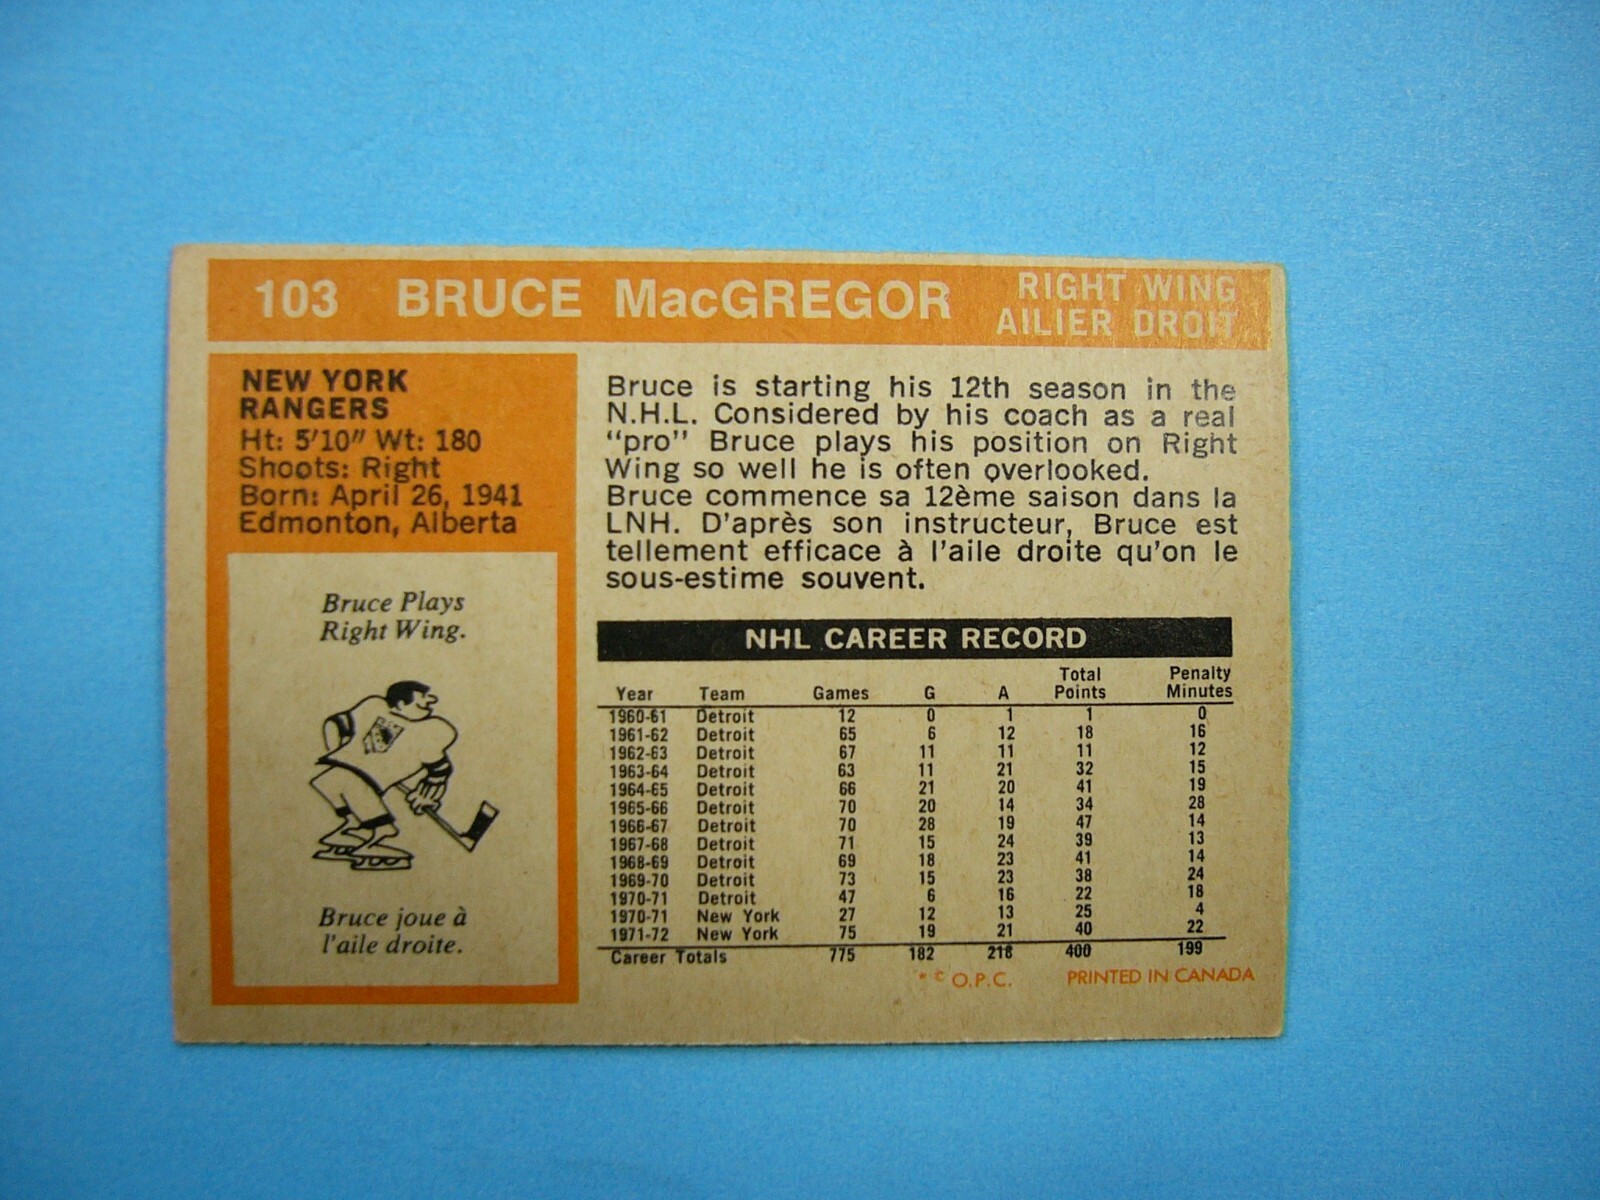 103 BRUCE MacGREGOR
RIGHT WING
AILIER DROIT
NEW YORK
RANGERS
Ht: 5'10" Wt: 180
Shoots: Right
Born: April 26, 1941
Edmonton, Alberta
Bruce Plays
Right Wing.
Bruce joue à
l'aile droite.
Bruce is starting his 12th season in the
N.H.L. Considered by his coach as a real
"pro" Bruce plays his position on Right
Wing so well he is often overlooked.
Bruce commence sa 12ème saison dans la
LNH. D'après son instructeur, Bruce est
tellement efficace à l'aile droite qu'on le
sous-estime souvent.
NHL CAREER RECORD
Year Team Games G A Total Points Penalty Minutes
1960-61 Detroit 12 0 1 1 0
1961-62 Detroit 65 6 12 18 16
1962-63 Detroit 67 11 11 11 12
1963-64 Detroit 63 11 21 32 15
1964-65 Detroit 66 21 20 41 19
1965-66 Detroit 70 20 14 34 28
1966-67 Detroit 70 28 19 47 14
1967-68 Detroit 71 15 24 39 13
1968-69 Detroit 69 18 23 41 14
1969-70 Detroit 73 15 23 38 24
1970-71 Detroit 47 6 16 22 18
1970-71 New York 27 12 13 25 4
1971-72 New York 75 19 21 40 22
Career Totals 775 182 218 400 199
* © O.P.C. PRINTED IN CANADA